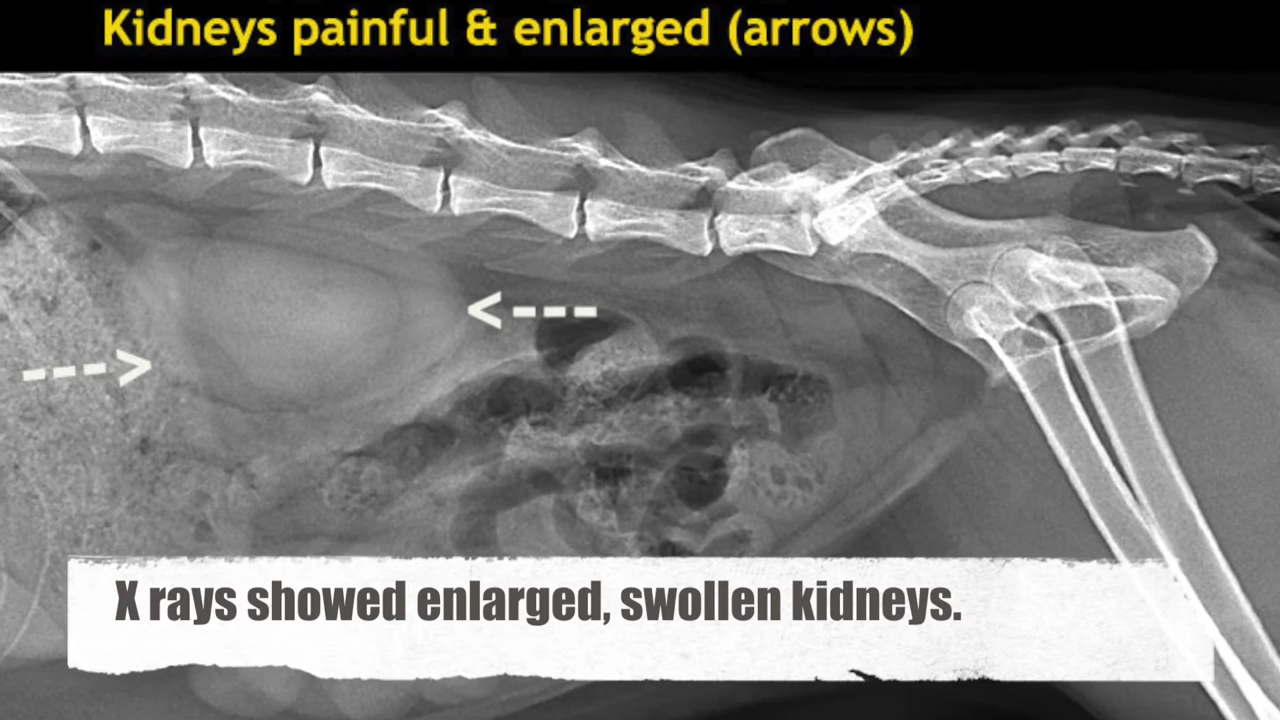 Kidneys painful & enlarged (arrows)
X rays showed enlarged, swollen kidneys.